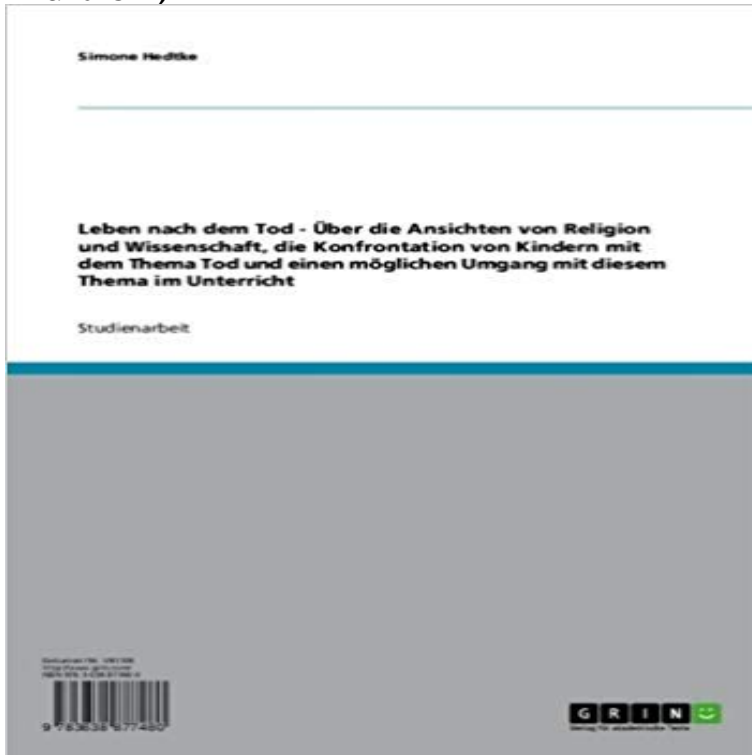 Simone Hedtke
Leben nach dem Tod - Über die Ansichten von Religion
und Wissenschaft, die Konfrontation von Kindern mit
dem Thema Tod und einen möglichen Umgang mit diesem
Thema im Unterricht
Studienarbeit
GRIN